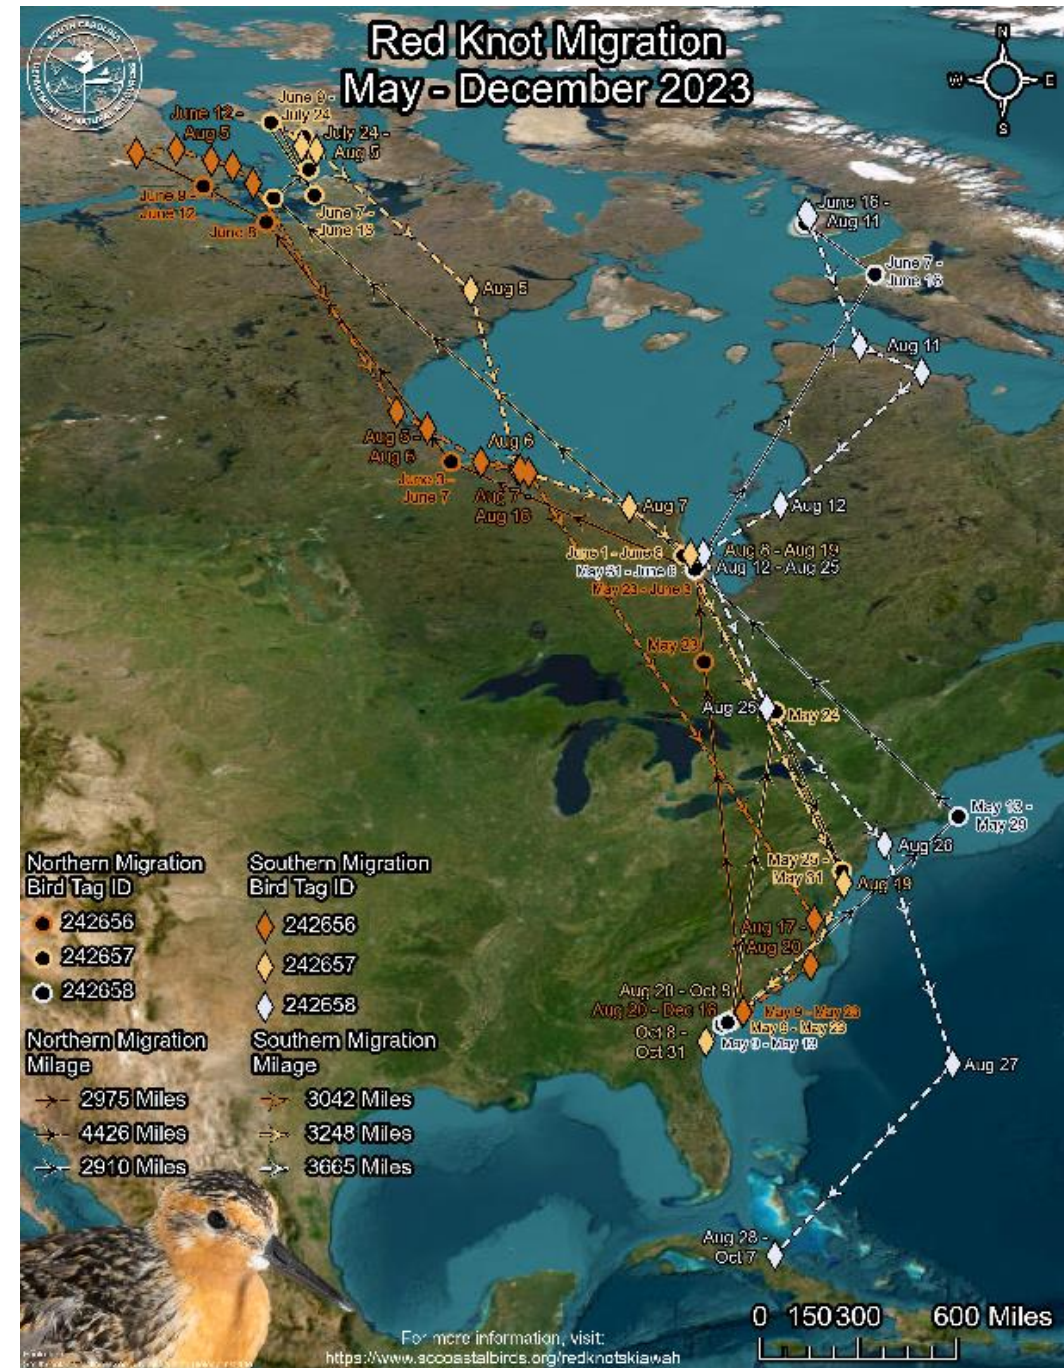 Red Knot Migration
May - December 2023
SOUTH CAROLINA
N
W
E
S
June 9 -
July 24
June 12 -
Aug 5
July 24 -
Aug 5
June 9 -
June 12
June 7 -
June 13
June 8
June 16 -
Aug 11
June 7 -
June 16
Aug 5
Aug 11
Aug 5 -
Aug 6
Aug 6
June 3 -
June 7
Aug 7 -
Aug 16
Aug 7
Aug 12
June 1 - June 6
May 31 - June 6
May 23 - June 3
Aug 8 - Aug 19
Aug 12 - Aug 25
May 23
Aug 25
May 24
May 13 -
May 29
Aug 26
May 25 -
May 31
Aug 19
Aug 17 -
Aug 20
Aug 20 - Oct 5
Aug 20 - Dec 16
Oct 8 -
Oct 31
May 9 - May 23
May 9 - May 13
Aug 27
Aug 28 -
Oct 7
Northern Migration
Bird Tag ID
242656
242657
242658
Southern Migration
Bird Tag ID
242656
242657
242658
Northern Migration
Milage
2975 Miles
4426 Miles
2910 Miles
Southern Migration
Milage
3042 Miles
3248 Miles
3665 Miles
0 150 300 600 Miles
For more information, visit:
https://www.sccoastalbirds.org/redknotskiawah